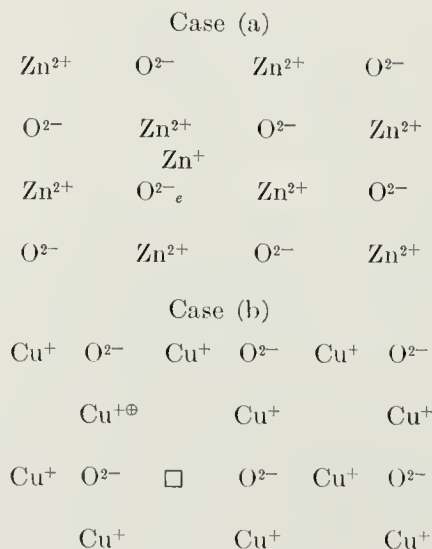 Case (a)
Zn²⁺ O²⁻ Zn²⁺ O²⁻
O²⁻ Zn²⁺ O²⁻ Zn²⁺
Zn⁺
Zn²⁺ O²⁻ₑ Zn²⁺ O²⁻
O²⁻ Zn²⁺ O²⁻ Zn²⁺
Case (b)
Cu⁺ O²⁻ Cu⁺ O²⁻ Cu⁺ O²⁻
Cu⁺⊕ Cu⁺ Cu⁺
Cu⁺ O²⁻ □ O²⁻ Cu⁺ O²⁻
Cu⁺ Cu⁺ Cu⁺